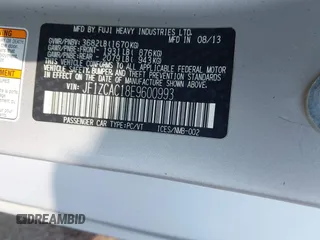 MFD BY FUJI HEAVY INDUSTRIES LTD. 08/13
GVWR/PNBV: 3682LB(1670KG)
GAWR/PNBE-FRONT: 1931LB( 876KG)
GAWR/PNBE-REAR : 2079LB( 943KG)
THIS VEHICLE CONFORMS TO ALL APPLICABLE
FEDERAL MOTOR VEHICLE SAFETY, BUMPER,
AND THEFT PREVENTION STANDARDS IN EFFECT
ON THE DATE OF MANUFACTURE SHOWN ABOVE.
VIN: JF1ZCAC18E9600993
PASSENGER CAR TYPE:PC/VT ICES/NMB-002
DREAMBID